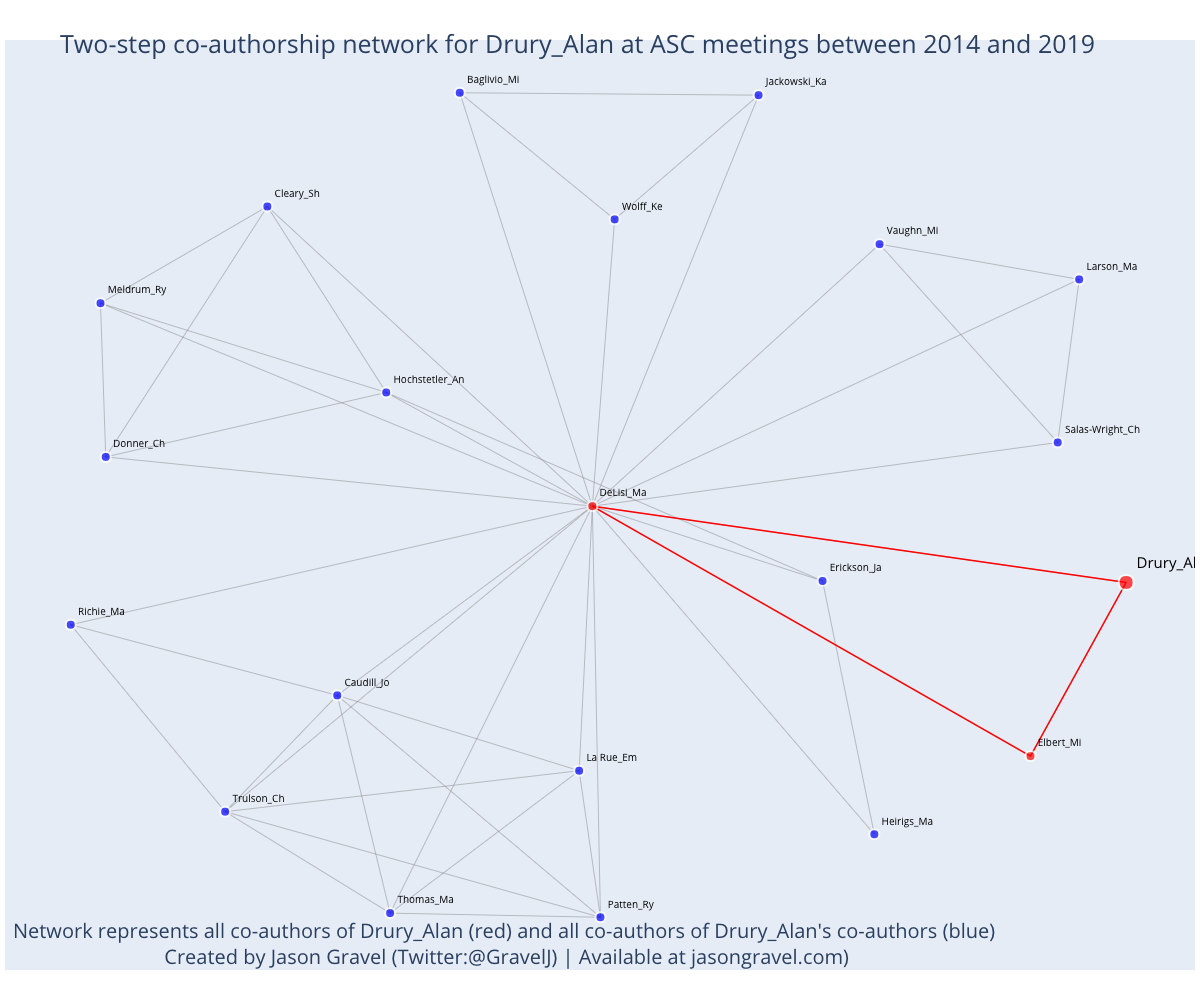 Two-step co-authorship network for Drury_Alan at ASC meetings between 2014 and 2019
Baglivio_Mi
Jackowski_Ka
Cleary_Sh
Wolff_Ke
Vaughn_Mi
Larson_Ma
Meldrum_Ry
Hochstetler_An
Salas-Wright_Ch
Donner_Ch
DeLisi_Ma
Drury_Al
Erickson_Ja
Richie_Ma
Caudill_Jo
Elbert_Mi
La Rue_Em
Trulson_Ch
Heirigs_Ma
Thomas_Ma
Patten_Ry
Network represents all co-authors of Drury_Alan (red) and all co-authors of Drury_Alan's co-authors (blue)
Created by Jason Gravel (Twitter:@GravelJ) | Available at jasongravel.com)